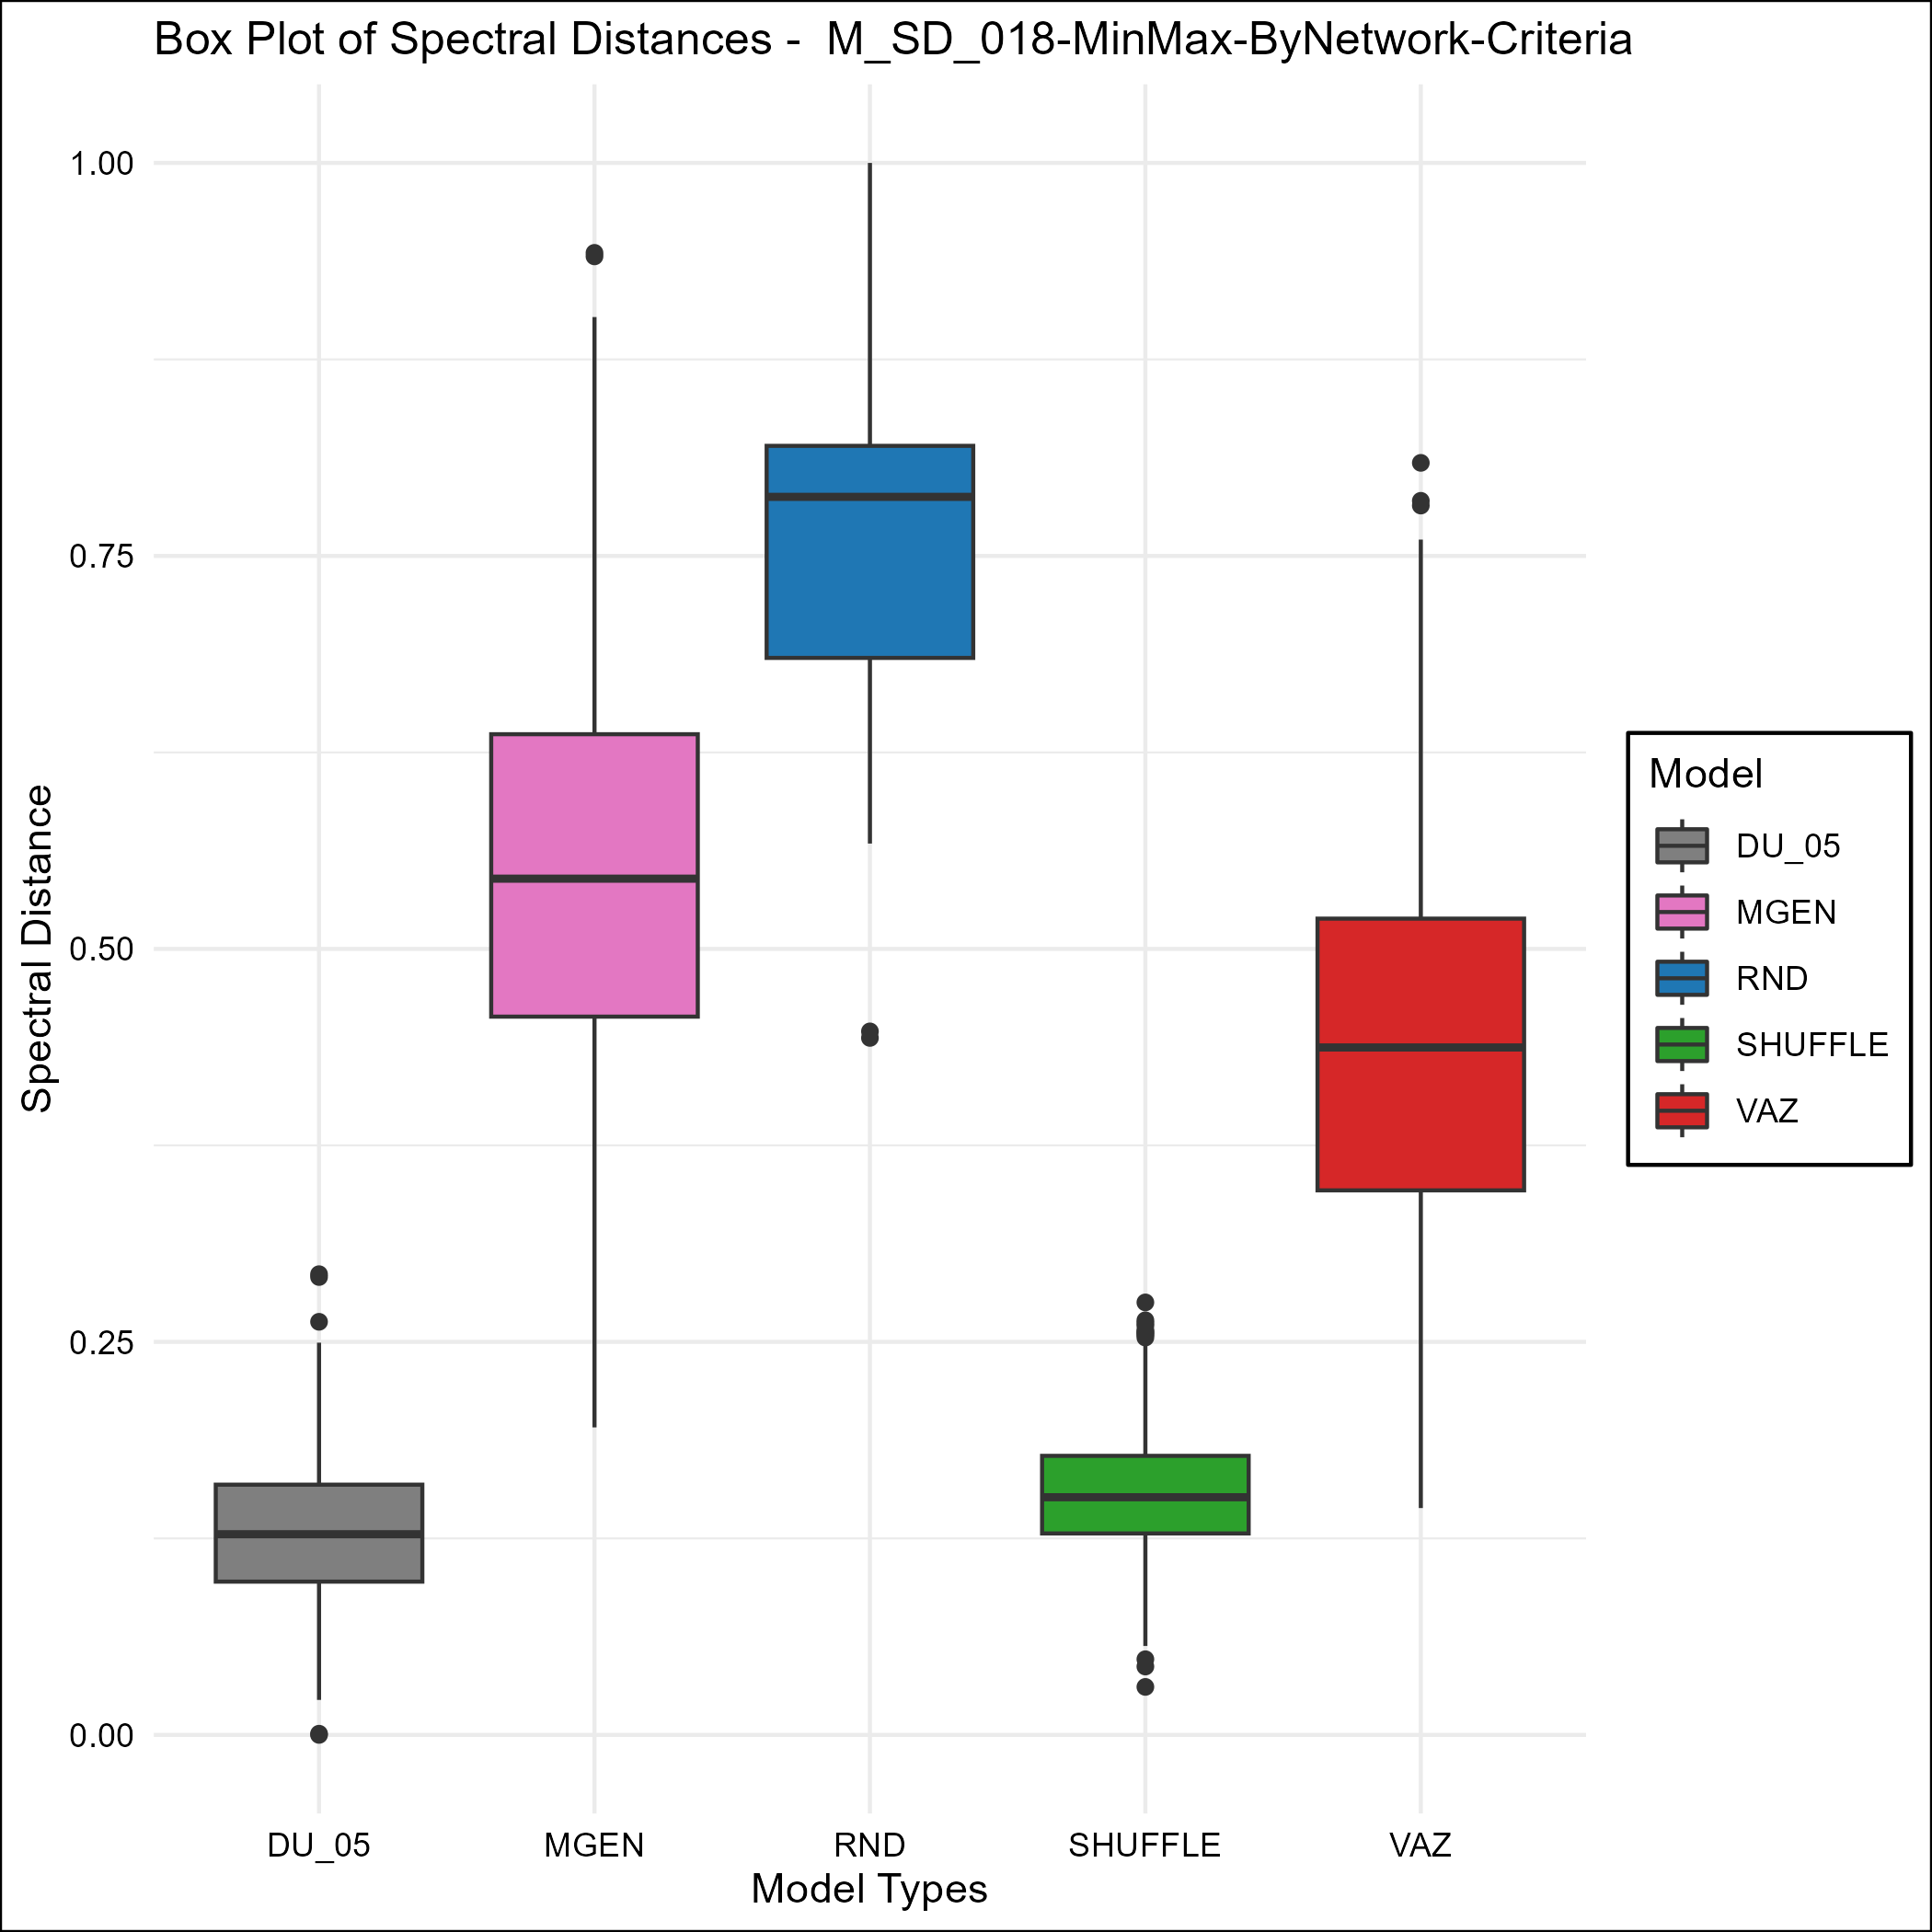 Box Plot of Spectral Distances -  M_SD_018-MinMax-ByNetwork-Criteria
Spectral Distance
1.00
0.75
0.50
0.25
0.00
DU_05 MGEN RND SHUFFLE VAZ
Model Types
Model
DU_05
MGEN
RND
SHUFFLE
VAZ